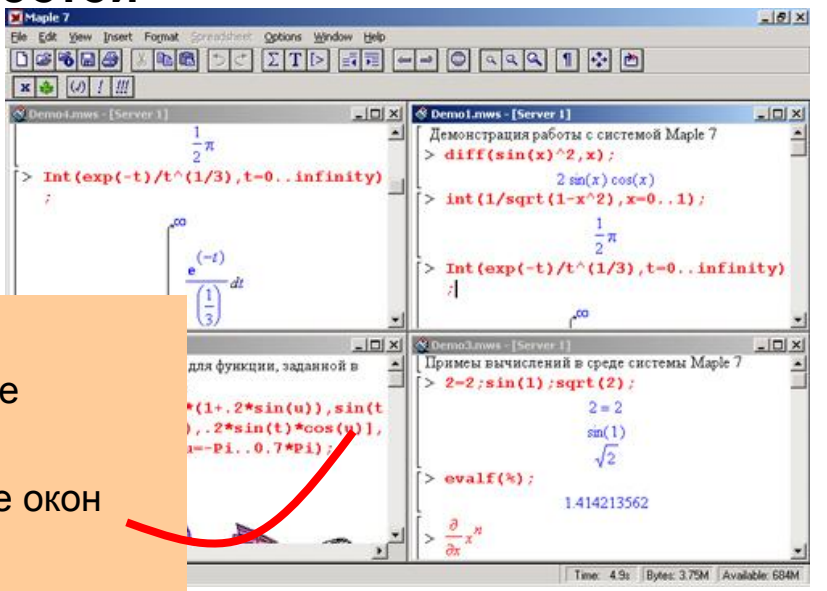 Maple 7
File Edit View Insert Format Spreadsheet Options Window Help
Demo4.mws - [Server 1]
1
2 π
> Int(exp(-t)/t^(1/3),t=0..infinity)
;
∞
e (-t)
dt
(1
3)
Demo1.mws - [Server 1]
Демонстрация работы с системой Maple 7
> diff(sin(x)^2,x);
2 sin(x) cos(x)
> int(1/sqrt(1-x^2),x=0..1);
1
2 π
> Int(exp(-t)/t^(1/3),t=0..infinity)
;
∞
для функции, заданной в
*(1+.2*sin(u)),sin(t
),.2*sin(t)*cos(u)],
u=-Pi..0.7*Pi);
е
е окон
Demo3.mws - [Server 1]
Примеы вычислений в среде системы Maple 7
> 2=2;sin(1);sqrt(2);
2 = 2
sin(1)
√2
> evalf(%);
1.414213562
> ∂/∂x x^n
Time: 4.9s Bytes: 3.75M Available: 684M